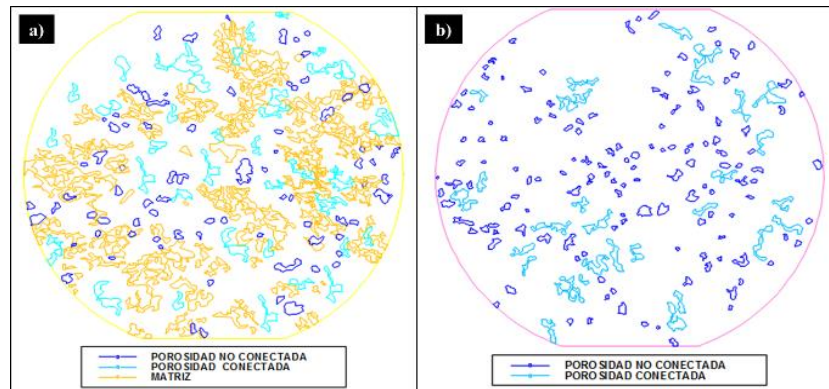 a)
POROSIDAD NO CONECTADA
POROSIDAD CONECTADA
MATRIZ
b)
POROSIDAD NO CONECTADA
POROSIDAD CONECTADA